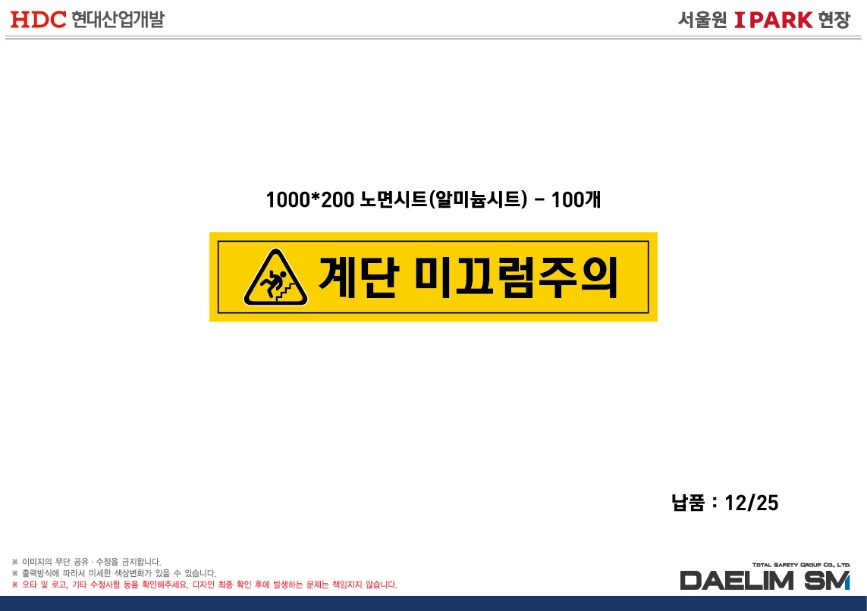 HDC 현대산업개발
서울원 IPARK 현장
1000*200 노면시트(알미늄시트) - 100개
계단 미끄럼주의
납품 : 12/25
※ 이미지의 무단 공유·수정을 금지합니다.
※ 출력방식에 따라서 미세한 색상변화가 있을 수 있습니다.
※ 오타 및 로고, 기타 수정사항 등을 확인해주세요. 디자인 최종 확인 후에 발생하는 문제는 책임지지 않습니다.
TOTAL SAFETY GROUP CO., LTD.
DAELIM SM